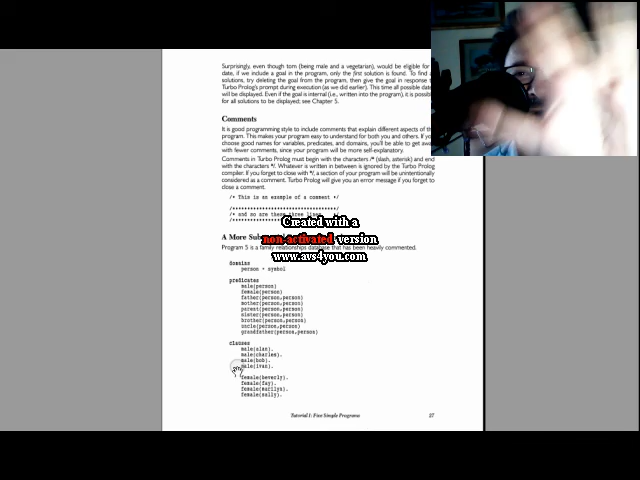 Surprisingly, even though tom (being male and a vegetarian), would be eligible for
date, if we include a goal in the program, only the first solution is found. To find
solutions, try deleting the goal from the program, then give the goal in response
Turbo Prolog's prompt during execution (as we did earlier). This time all possible date
will be displayed. Even if the goal is internal (i.e., written into the program), it is possib
for all solutions to be displayed; see Chapter 5.
Comments
It is good programming style to include comments that explain different aspects of th
program. This makes your program easy to understand for both you and others. If yo
choose good names for variables, predicates, and domains, you'll be able to get awa
with fewer comments, since your program will be more self-explanatory.
Comments in Turbo Prolog must begin with the characters /* (slash, asterisk) and end
with the characters */. Whatever is written in between is ignored by the Turbo Prolog
compiler. If you forget to close with */, a section of your program will be unintentionally
considered as a comment. Turbo Prolog will give you an error message if you forget to
close a comment.
/* This is an example of a comment */
/***********************************/
/* and so are these three lines
/***********************************/
Created with a
non-activated version
www.avs4you.com
A More Sub
Program 5 is a family relationships database that has been heavily commented.
domains
person = symbol
predicates
male(person)
female(person)
father(person,person)
mother(person,person)
parent(person,person)
sister(person,person)
brother(person,person)
uncle(person,person)
grandfather(person,person)
clauses
male(alan).
male(charles).
male(bob).
male(ivan).
female(beverly).
female(fay).
female(marilyn).
female(sally).
Tutorial I: Five Simple Programs 27